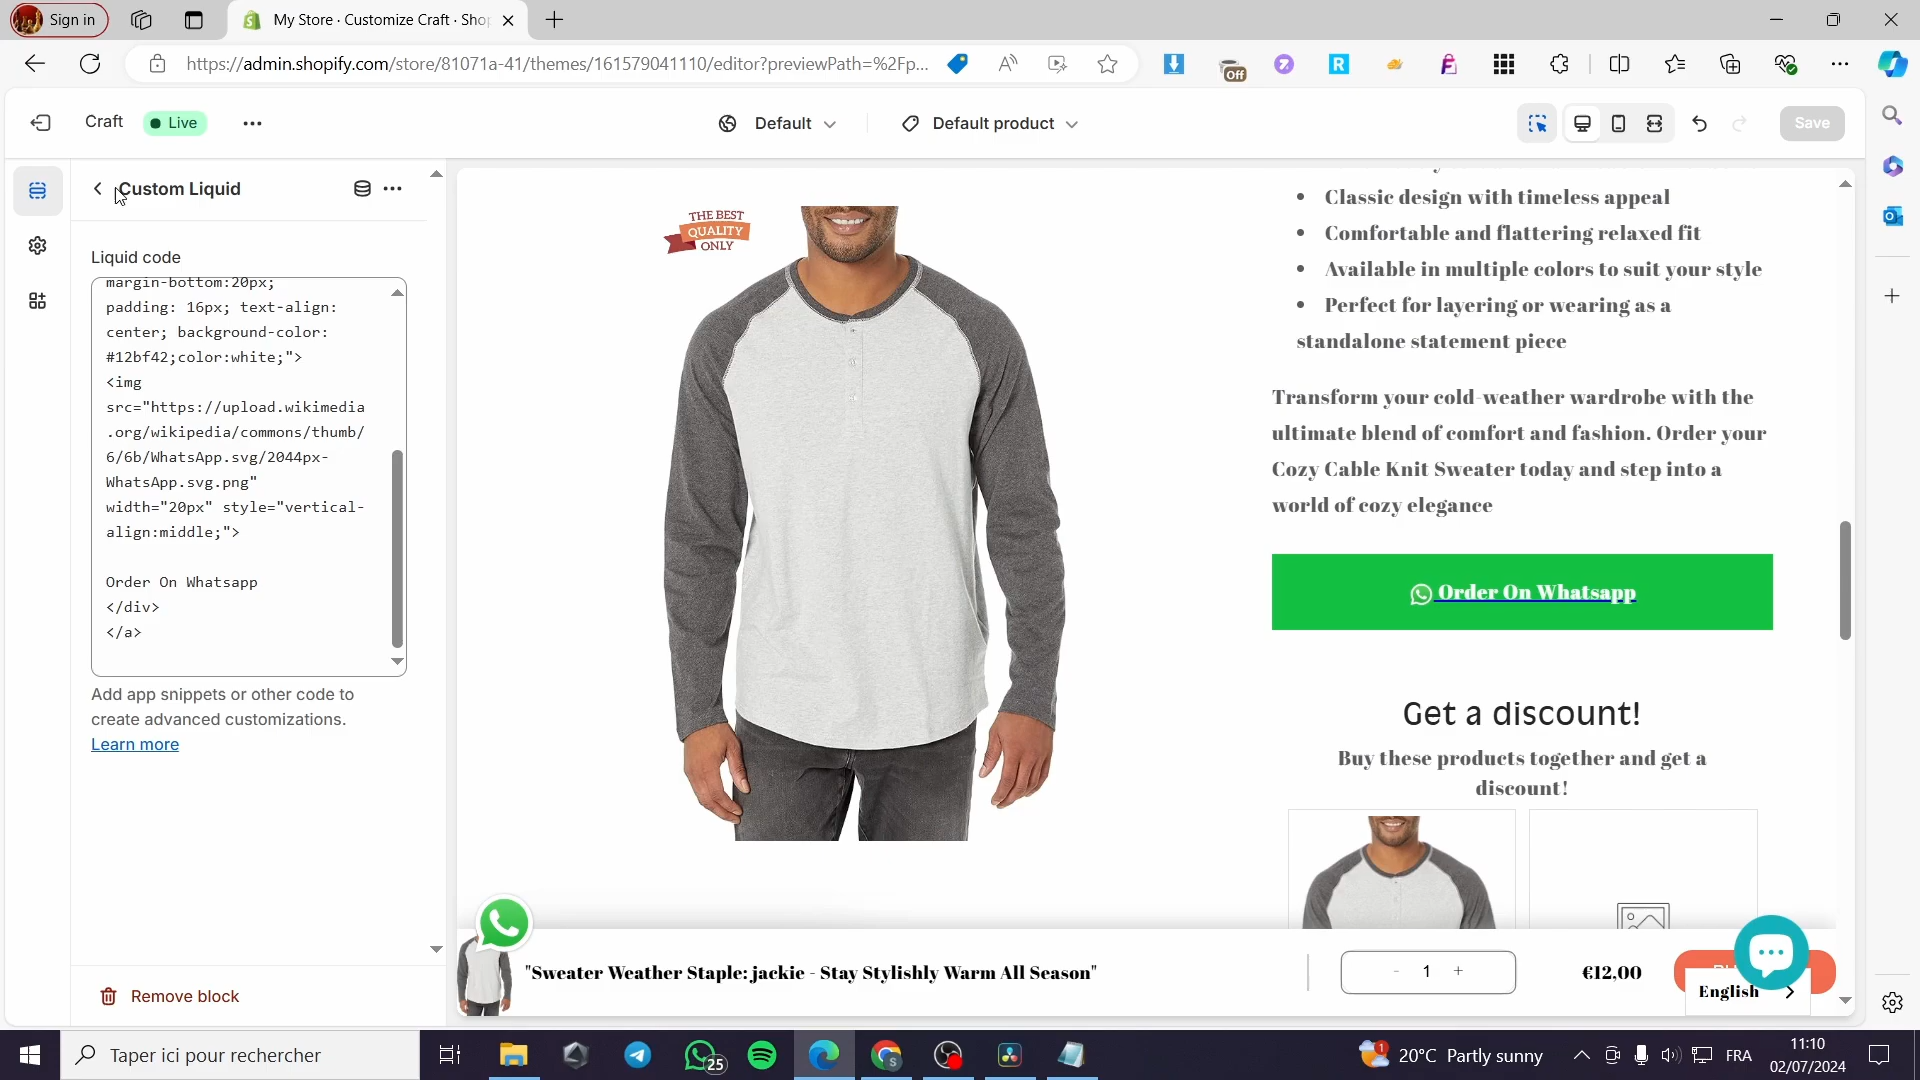 Sign in
My Store · Customize Craft · Shop
https://admin.shopify.com/store/81071a-41/themes/161579041110/editor?previewPath=%2Fp...
Off
Craft
Live
Default
Default product
Save
Custom Liquid
Liquid code
margin-bottom:20px;
padding: 16px; text-align:
center; background-color:
#12bf42;color:white;">
<img
src="https://upload.wikimedia
.org/wikipedia/commons/thumb/
6/6b/WhatsApp.svg/2044px-
WhatsApp.svg.png"
width="20px" style="vertical-
align:middle;">
Order On Whatsapp
</div>
</a>
Add app snippets or other code to
create advanced customizations.
Learn more
Remove block
THE BEST
QUALITY
ONLY
• Classic design with timeless appeal
• Comfortable and flattering relaxed fit
• Available in multiple colors to suit your style
• Perfect for layering or wearing as a
standalone statement piece
Transform your cold-weather wardrobe with the
ultimate blend of comfort and fashion. Order your
Cozy Cable Knit Sweater today and step into a
world of cozy elegance
Order On Whatsapp
Get a discount!
Buy these products together and get a
discount!
"Sweater Weather Staple: jackie - Stay Stylishly Warm All Season"
- 1 +
€12,00
English
Taper ici pour rechercher
25
1
20°C Partly sunny
FRA
11:10
02/07/2024